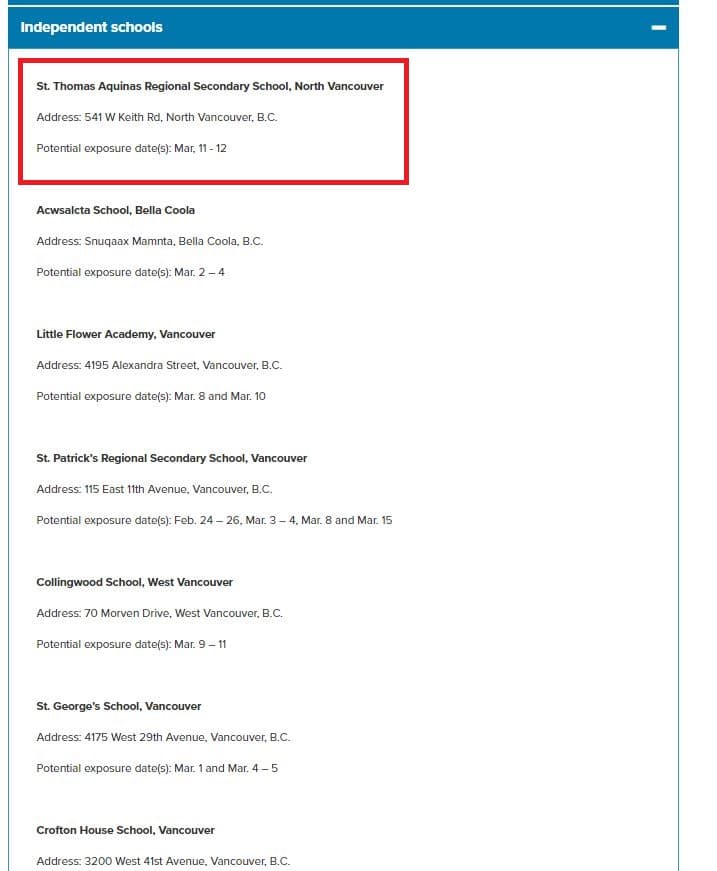 Independent schools
St. Thomas Aquinas Regional Secondary School, North Vancouver
Address: 541 W Keith Rd, North Vancouver, B.C.
Potential exposure date(s): Mar, 11 - 12
Acwsalcta School, Bella Coola
Address: Snuqaax Mamnta, Bella Coola, B.C.
Potential exposure date(s): Mar. 2 – 4
Little Flower Academy, Vancouver
Address: 4195 Alexandra Street, Vancouver, B.C.
Potential exposure date(s): Mar. 8 and Mar. 10
St. Patrick's Regional Secondary School, Vancouver
Address: 115 East 11th Avenue, Vancouver, B.C.
Potential exposure date(s): Feb. 24 – 26, Mar. 3 – 4, Mar. 8 and Mar. 15
Collingwood School, West Vancouver
Address: 70 Morven Drive, West Vancouver, B.C.
Potential exposure date(s): Mar. 9 – 11
St. George's School, Vancouver
Address: 4175 West 29th Avenue, Vancouver, B.C.
Potential exposure date(s): Mar. 1 and Mar. 4 – 5
Crofton House School, Vancouver
Address: 3200 West 41st Avenue, Vancouver, B.C.